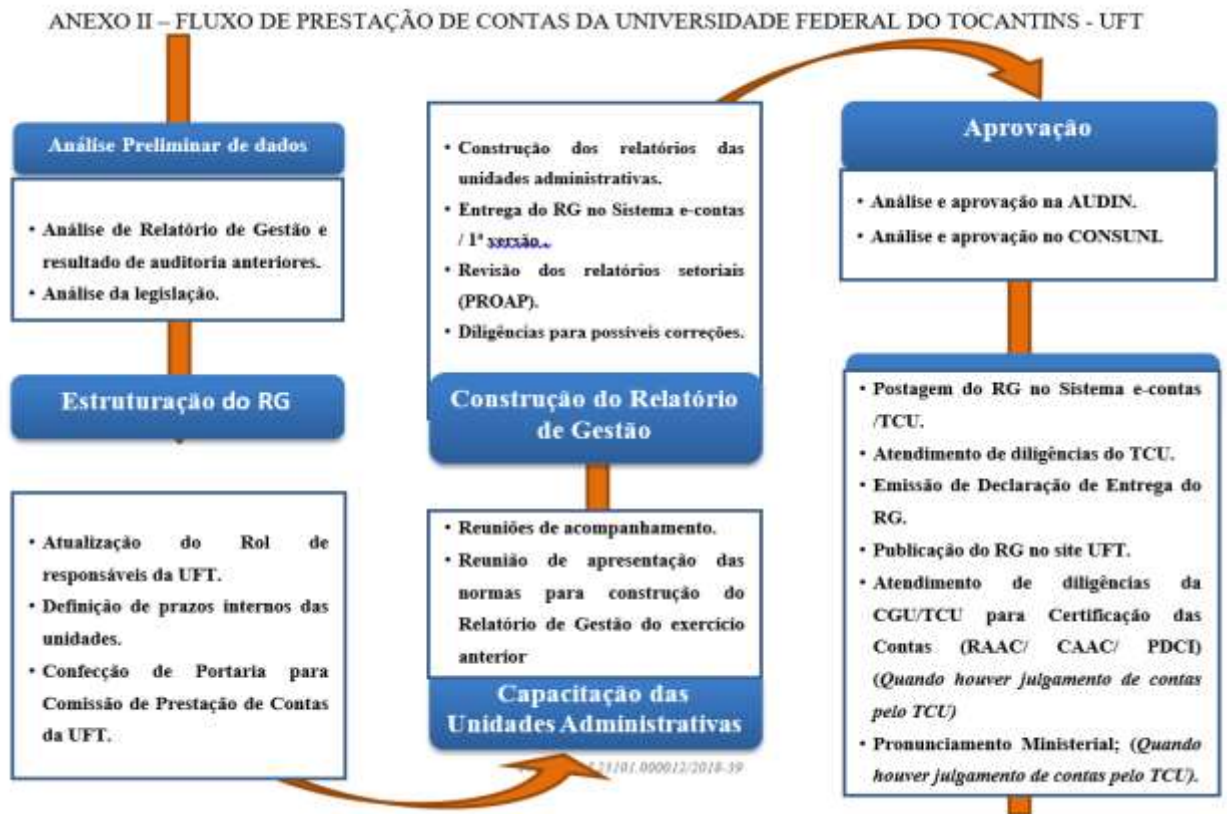 ANEXO II – FLUXO DE PRESTAÇÃO DE CONTAS DA UNIVERSIDADE FEDERAL DO TOCANTINS - UFT
Análise Preliminar de dados
• Análise de Relatório de Gestão e
resultado de auditoria anteriores.
• Análise da legislação.
Estruturação do RG
• Atualização do Rol de
responsáveis da UFT.
• Definição de prazos internos das
unidades.
• Confecção de Portaria para
Comissão de Prestação de Contas
da UFT.
• Construção dos relatórios das
unidades administrativas.
• Entrega do RG no Sistema e-contas
/ 1ª versão .
• Revisão dos relatórios setoriais
(PROAP).
• Diligências para possíveis correções.
Construção do Relatório
de Gestão
• Reuniões de acompanhamento.
• Reunião de apresentação das
normas para construção do
Relatório de Gestão do exercício
anterior
Capacitação das
Unidades Administrativas
23101.000012/2018-39
Aprovação
• Análise e aprovação na AUDIN.
• Análise e aprovação no CONSUNI.
• Postagem do RG no Sistema e-contas
/TCU.
• Atendimento de diligências do TCU.
• Emissão de Declaração de Entrega do
RG.
• Publicação do RG no site UFT.
• Atendimento de diligências da
CGU/TCU para Certificação das
Contas (RAAC/ CAAC/ PDCI)
(Quando houver julgamento de contas
pelo TCU)
• Pronunciamento Ministerial; (Quando
houver julgamento de contas pelo TCU).